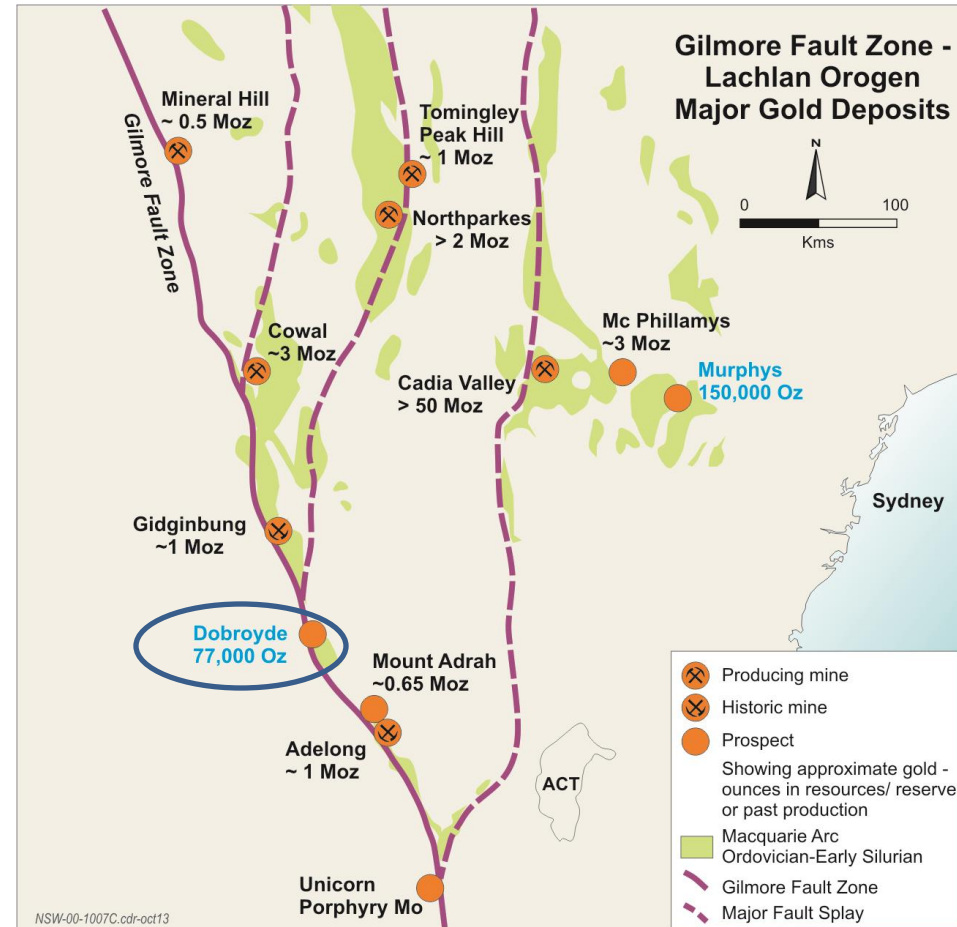 Gilmore Fault Zone -
Lachlan Orogen
Major Gold Deposits
N
0 100
Kms
Mineral Hill
~ 0.5 Moz
Gilmore Fault Zone
Tomingley
Peak Hill
~ 1 Moz
Northparkes
> 2 Moz
Cowal
~3 Moz
Mc Phillamys
~3 Moz
Cadia Valley
> 50 Moz
Murphys
150,000 Oz
Sydney
Gidginbung
~1 Moz
Dobroyde
77,000 Oz
Mount Adrah
~0.65 Moz
Adelong
~ 1 Moz
ACT
Unicorn
Porphyry Mo
Producing mine
Historic mine
Prospect
Showing approximate gold -
ounces in resources/ reserve
or past production
Macquarie Arc
Ordovician-Early Silurian
Gilmore Fault Zone
Major Fault Splay
NSW-00-1007C.cdr-oct13